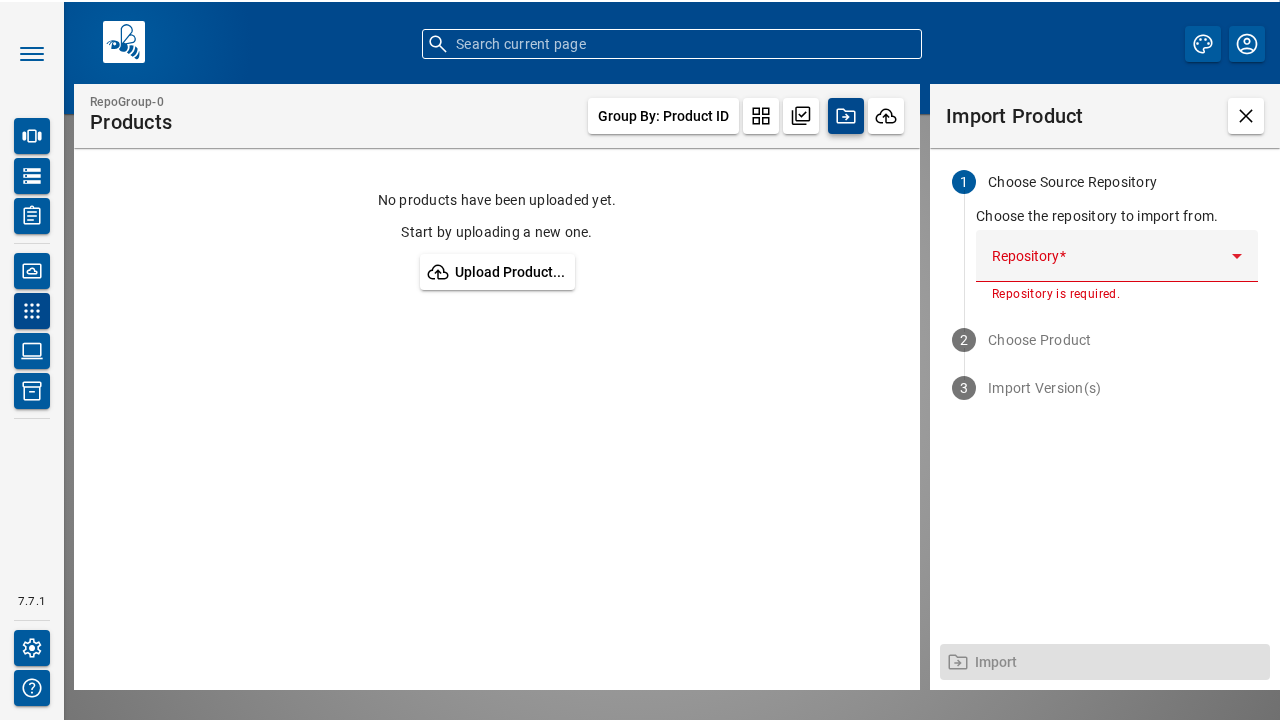 Search current page
RepoGroup-0
Products
Group By: Product ID
No products have been uploaded yet.
Start by uploading a new one.
Upload Product...
Import Product
1
Choose Source Repository
Choose the repository to import from.
Repository*
Repository is required.
2
Choose Product
3
Import Version(s)
Import
7.7.1